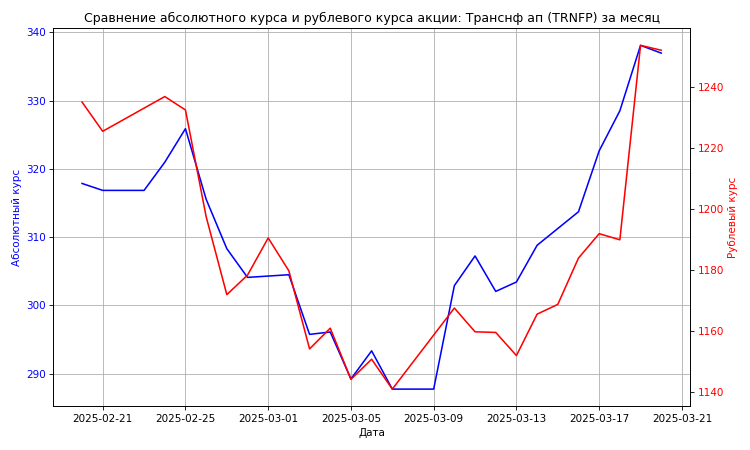 Сравнение абсолютного курса и рублевого курса акции: Транснф ап (TRNFP) за месяц
340
330
320
310
300
290
Абсолютный курс
1240
1220
1200
1180
1160
1140
Рублевый курс
2025-02-21 2025-02-25 2025-03-01 2025-03-05 2025-03-09 2025-03-13 2025-03-17 2025-03-21
Дата